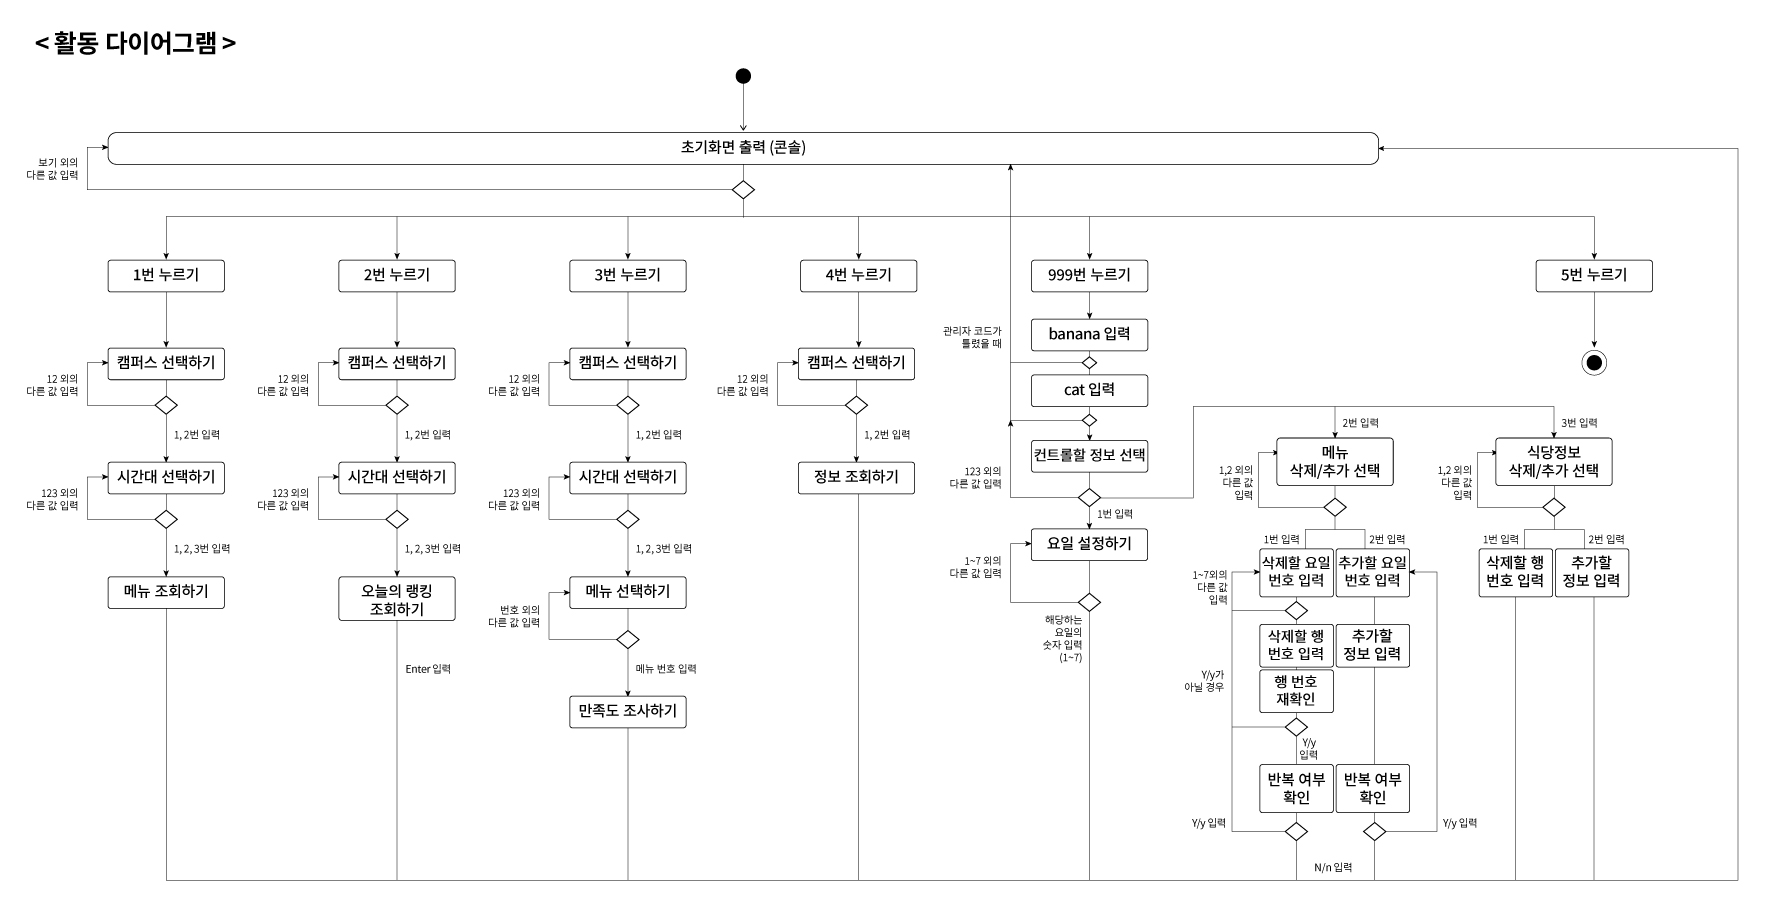 < 활동 다이어그램 >
초기화면 출력 (콘솔)
보기 외의
다른 값 입력
1번 누르기
캠퍼스 선택하기
12 외의
다른 값 입력
1, 2번 입력
시간대 선택하기
123 외의
다른 값 입력
1, 2, 3번 입력
메뉴 조회하기
2번 누르기
캠퍼스 선택하기
12 외의
다른 값 입력
1, 2번 입력
시간대 선택하기
123 외의
다른 값 입력
1, 2, 3번 입력
오늘의 랭킹
조회하기
Enter 입력
3번 누르기
캠퍼스 선택하기
12 외의
다른 값 입력
1, 2번 입력
시간대 선택하기
123 외의
다른 값 입력
1, 2, 3번 입력
메뉴 선택하기
번호 외의
다른 값 입력
메뉴 번호 입력
만족도 조사하기
4번 누르기
캠퍼스 선택하기
12 외의
다른 값 입력
1, 2번 입력
정보 조회하기
999번 누르기
banana 입력
관리자 코드가
틀렸을 때
cat 입력
컨트롤할 정보 선택
123 외의
다른 값 입력
1번 입력
요일 설정하기
1~7 외의
다른 값 입력
해당하는
요일의
숫자 입력
(1~7)
2번 입력
메뉴
삭제/추가 선택
1,2 외의
다른 값
입력
1번 입력
2번 입력
삭제할 요일
번호 입력
추가할 요일
번호 입력
1~7외의
다른 값
입력
삭제할 행
번호 입력
추가할
정보 입력
행 번호
재확인
Y/y가
아닐 경우
Y/y
입력
반복 여부
확인
반복 여부
확인
Y/y 입력
Y/y 입력
N/n 입력
3번 입력
식당정보
삭제/추가 선택
1,2 외의
다른 값
입력
1번 입력
2번 입력
삭제할 행
번호 입력
추가할
정보 입력
5번 누르기